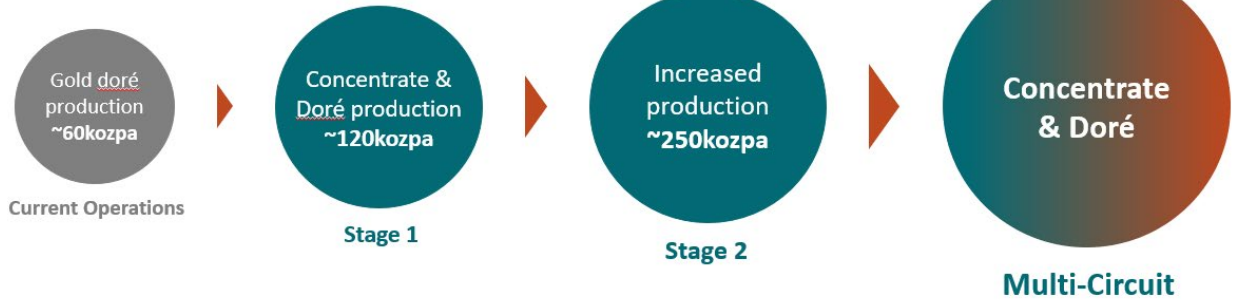 Gold doré
production
~60kozpa
Current Operations
Concentrate &
Doré production
~120kozpa
Stage 1
Increased
production
~250kozpa
Stage 2
Concentrate
& Doré
Multi-Circuit